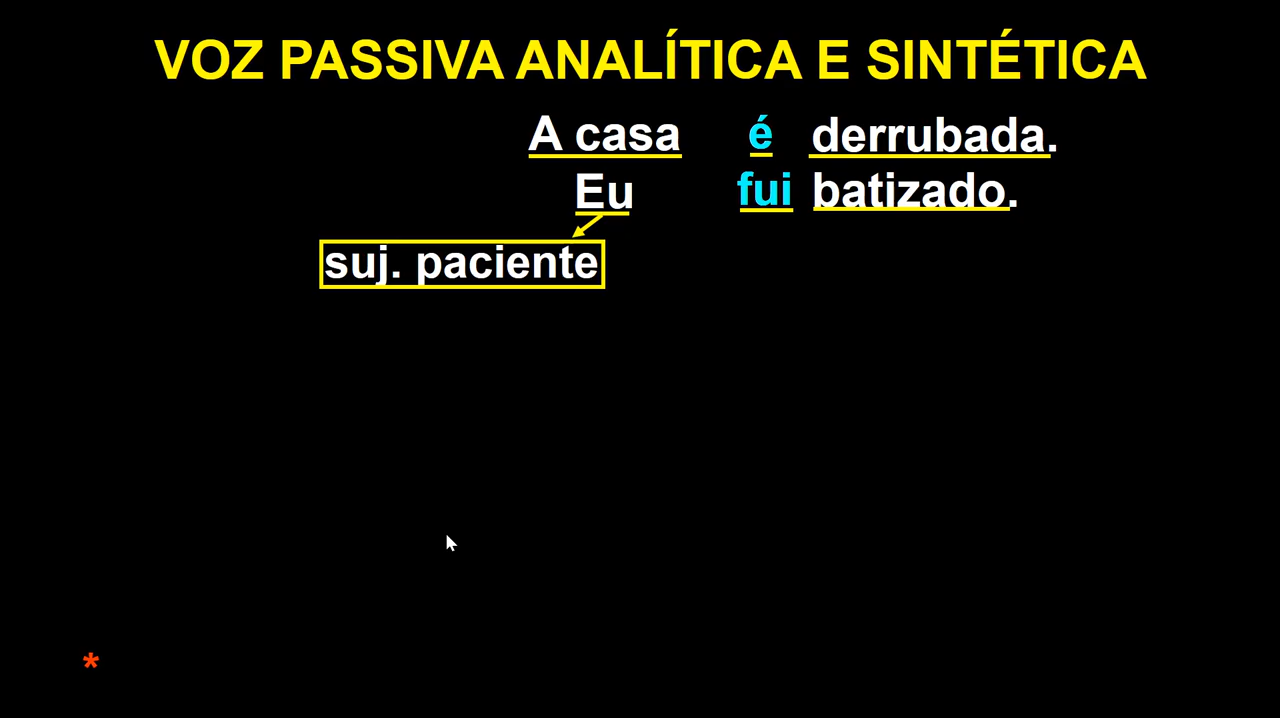 VOZ PASSIVA ANALÍTICA E SINTÉTICA
A casa é derrubada.
Eu fui batizado.
suj. paciente
*